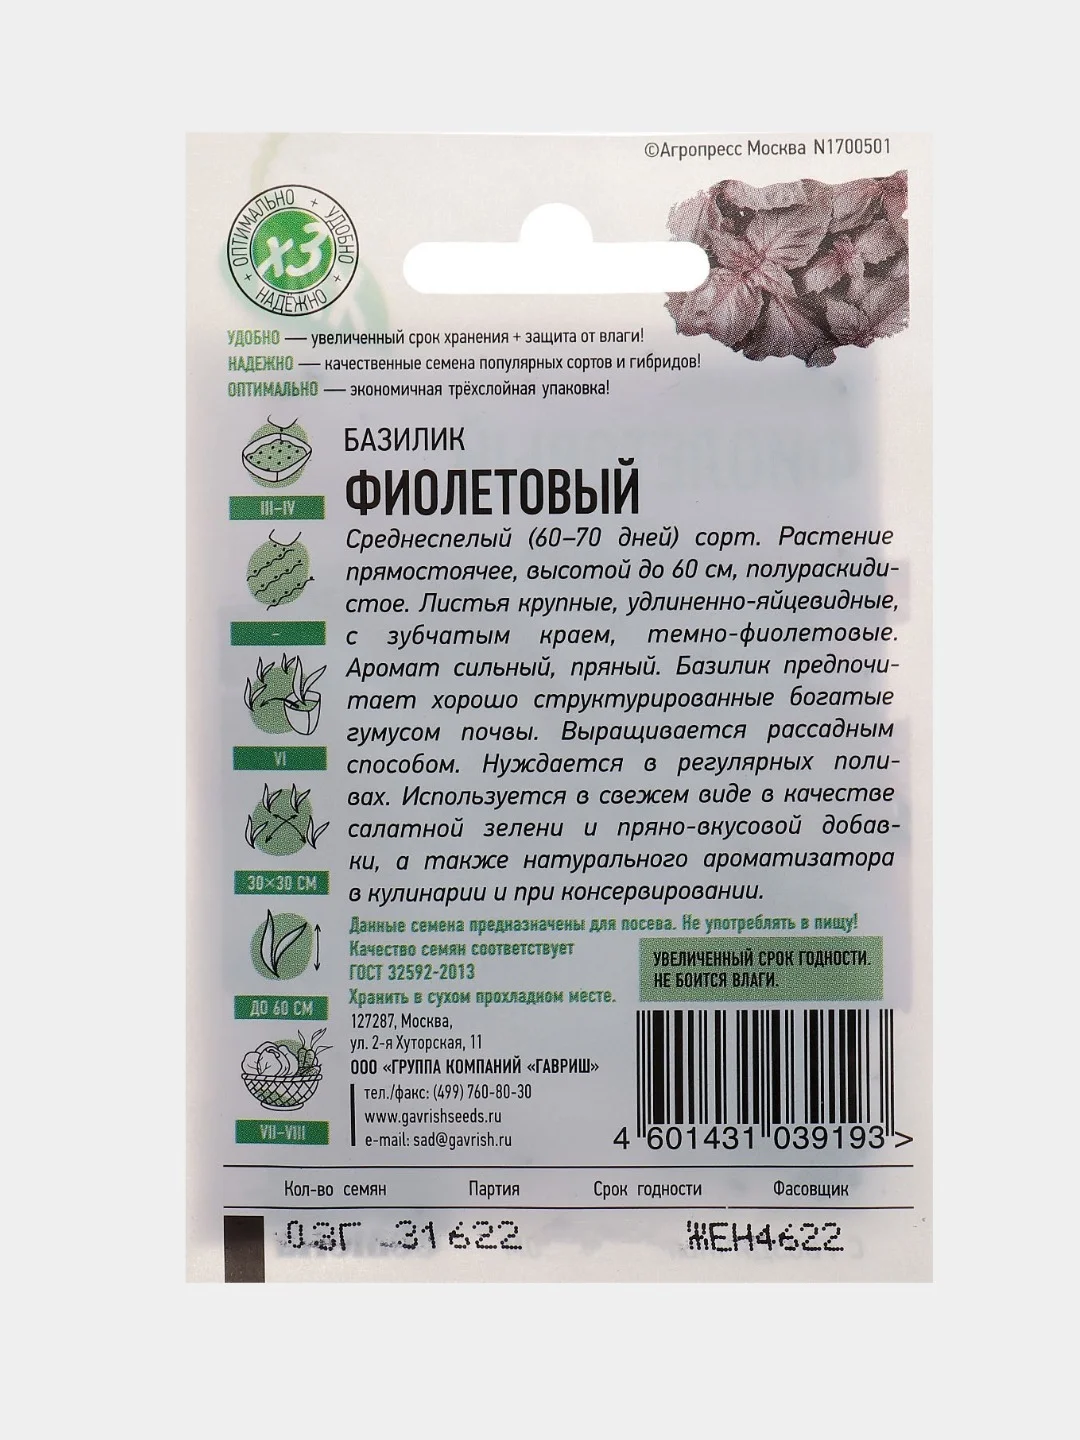 ©Агропресс Москва N1700501
ОПТИМАЛЬНО + УДОБНО + НАДЁЖНО +
х3
УДОБНО — увеличенный срок хранения + защита от влаги!
НАДЕЖНО — качественные семена популярных сортов и гибридов!
ОПТИМАЛЬНО — экономичная трёхслойная упаковка!
БАЗИЛИК
ФИОЛЕТОВЫЙ
Среднеспелый (60–70 дней) сорт. Растение
прямостоячее, высотой до 60 см, полураскиди-
стое. Листья крупные, удлиненно-яйцевидные,
с зубчатым краем, темно-фиолетовые.
Аромат сильный, пряный. Базилик предпочи-
тает хорошо структурированные богатые
гумусом почвы. Выращивается рассадным
способом. Нуждается в регулярных поли-
вах. Используется в свежем виде в качестве
салатной зелени и пряно-вкусовой добав-
ки, а также натурального ароматизатора
в кулинарии и при консервировании.
III–IV
–
VI
30×30 СМ
ДО 60 СМ
VII–VIII
Данные семена предназначены для посева. Не употреблять в пищу!
Качество семян соответствует
ГОСТ 32592-2013
Хранить в сухом прохладном месте.
УВЕЛИЧЕННЫЙ СРОК ГОДНОСТИ.
НЕ БОИТСЯ ВЛАГИ.
127287, Москва,
ул. 2-я Хуторская, 11
ООО «ГРУППА КОМПАНИЙ «ГАВРИШ»
тел./факс: (499) 760-80-30
www.gavrishseeds.ru
e-mail: sad@gavrish.ru
4 601431 039193 >
Кол-во семян Партия Срок годности Фасовщик
0.3Г 31622 ЖЕН4622